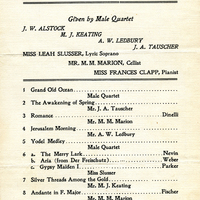 Given by Male Quartet
J. W. ALSTOCK
M. J. KEATING
A. W. LEDBURY
J. A. TAUSCHER
MISS LEAH SLUSSER, Lyric Soprano
MR. M. M. MARION, Cellist
MISS FRANCES CLAPP, Pianist
1 Grand Old Ocean
Male Quartet
2 The Awakening of Spring
Mr. J. A. Tauscher
3 Romance Dinelli
Mr. M. M. Marion
4 Jerusalem Morning
Mr. A. W. Ledbury
5 Yodel Medley
Male Quartet
6 a. The Merry Lark Nevin
b. Aria (from Der Freischutz) Weber
c. Gypsy Maiden I Parker
Miss Slusser
7 Silver Threads Among the Gold
Mr. M. J. Keating
8 Andante in F. Major Fischer
Mr. M. M. Marion